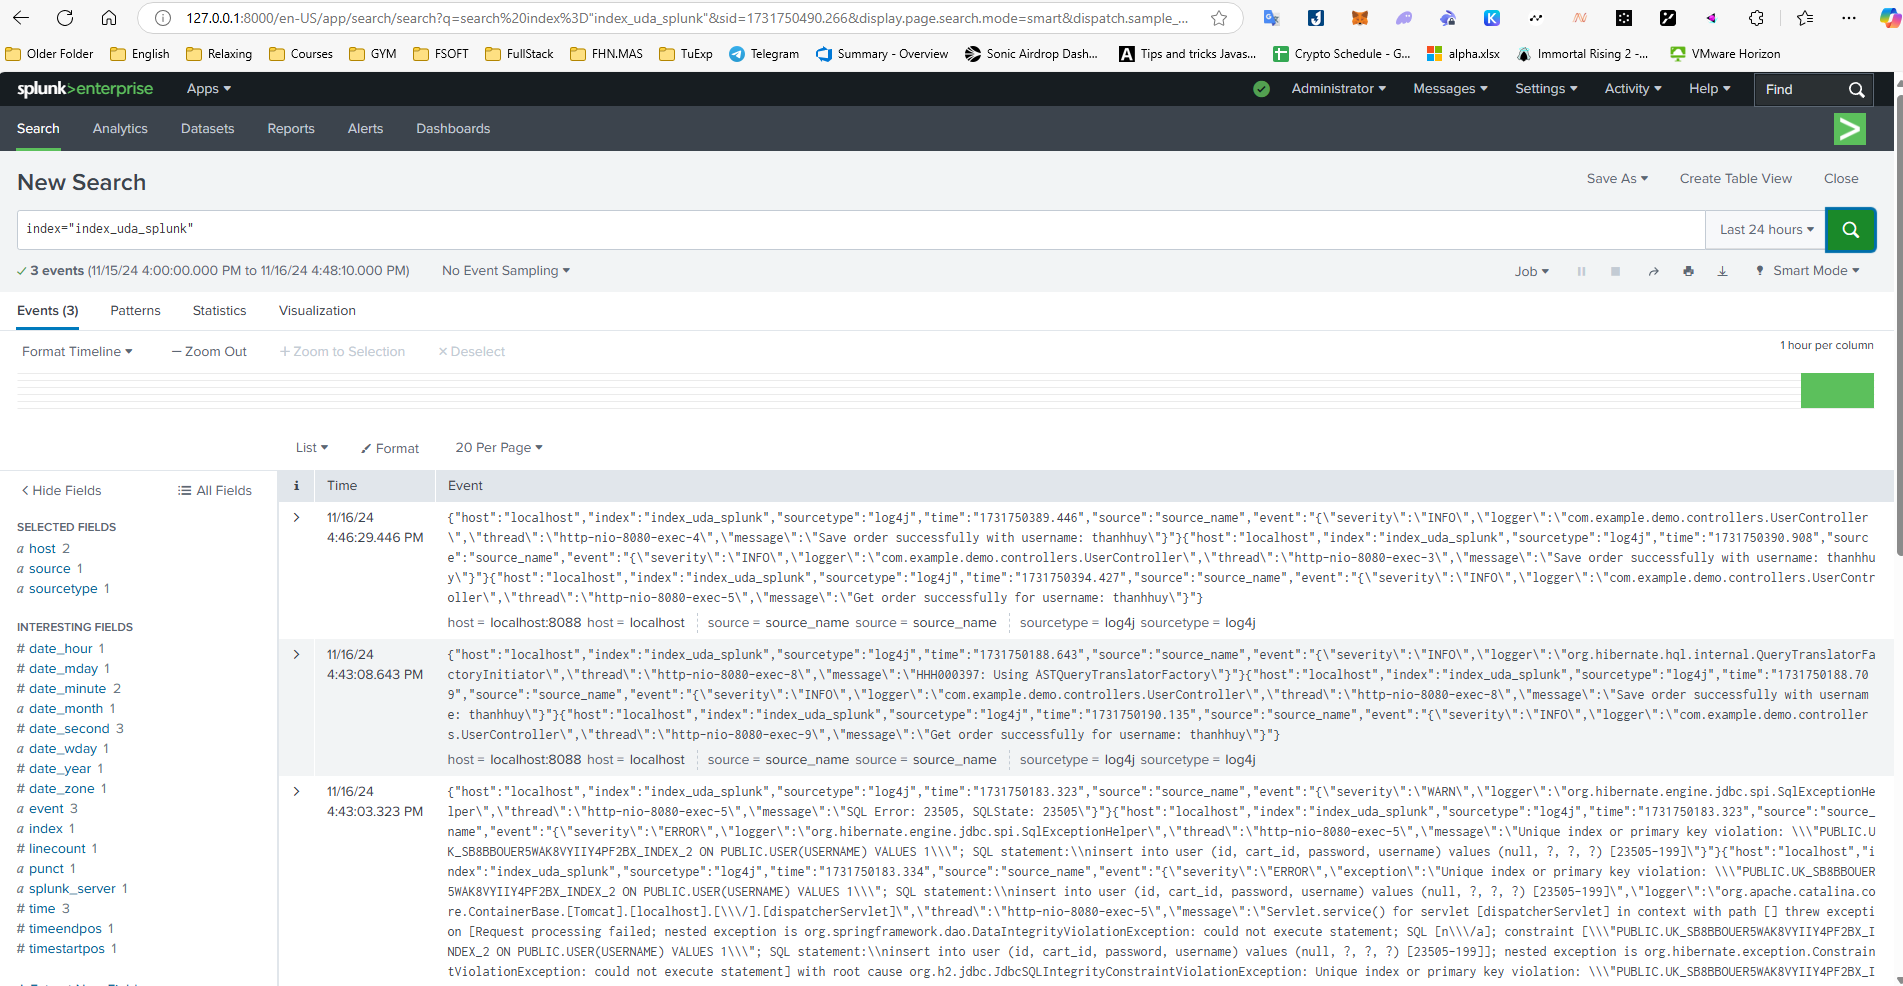 127.0.0.1:8000/en-US/app/search/search?q=search%20index%3D"index_uda_splunk"&sid=1731750490.266&display.page.search.mode=smart&dispatch.sample_...
Older Folder English Relaxing Courses GYM FSOFT FullStack FHN.MAS TuExp Telegram Summary - Overview Sonic Airdrop Dash... Tips and tricks Javas... Crypto Schedule - G... alpha.xlsx Immortal Rising 2 -... VMware Horizon
splunk>enterprise Apps Administrator Messages Settings Activity Help Find
Search Analytics Datasets Reports Alerts Dashboards
New Search
Save As Create Table View Close
index="index_uda_splunk"
Last 24 hours
✓ 3 events (11/15/24 4:00:00.000 PM to 11/16/24 4:48:10.000 PM) No Event Sampling Job Smart Mode
Events (3) Patterns Statistics Visualization
Format Timeline — Zoom Out + Zoom to Selection × Deselect
1 hour per column
List Format 20 Per Page
< Hide Fields All Fields
SELECTED FIELDS
a host 2
a source 1
a sourcetype 1
INTERESTING FIELDS
# date_hour 1
# date_mday 1
# date_minute 2
# date_month 1
# date_second 3
# date_wday 1
# date_year 1
# date_zone 1
a event 3
a index 1
# linecount 1
a punct 1
a splunk_server 1
# time 3
# timeendpos 1
# timestartpos 1
i Time Event
11/16/24
4:46:29.446 PM
{"host":"localhost","index":"index_uda_splunk","sourcetype":"log4j","time":"1731750389.446","source":"source_name","event":"{\"severity\":\"INFO\",\"logger\":\"com.example.demo.controllers.UserController
\",\"thread\":\"http-nio-8080-exec-4\",\"message\":\"Save order successfully with username: thanhhuy\"}"}{"host":"localhost","index":"index_uda_splunk","sourcetype":"log4j","time":"1731750390.908","sourc
e":"source_name","event":"{\"severity\":\"INFO\",\"logger\":\"com.example.demo.controllers.UserController\",\"thread\":\"http-nio-8080-exec-3\",\"message\":\"Save order successfully with username: thanhhu
y\"}"}{"host":"localhost","index":"index_uda_splunk","sourcetype":"log4j","time":"1731750394.427","source":"source_name","event":"{\"severity\":\"INFO\",\"logger\":\"com.example.demo.controllers.UserContr
oller\",\"thread\":\"http-nio-8080-exec-5\",\"message\":\"Get order successfully for username: thanhhuy\"}"}
host = localhost:8088 host = localhost source = source_name source = source_name sourcetype = log4j sourcetype = log4j
11/16/24
4:43:08.643 PM
{"host":"localhost","index":"index_uda_splunk","sourcetype":"log4j","time":"1731750188.643","source":"source_name","event":"{\"severity\":\"INFO\",\"logger\":\"org.hibernate.hql.internal.QueryTranslatorFa
ctoryInitiator\",\"thread\":\"http-nio-8080-exec-8\",\"message\":\"HHH000397: Using ASTQueryTranslatorFactory\"}"}{"host":"localhost","index":"index_uda_splunk","sourcetype":"log4j","time":"1731750188.70
9","source":"source_name","event":"{\"severity\":\"INFO\",\"logger\":\"com.example.demo.controllers.UserController\",\"thread\":\"http-nio-8080-exec-8\",\"message\":\"Save order successfully with usernam
e: thanhhuy\"}"}{"host":"localhost","index":"index_uda_splunk","sourcetype":"log4j","time":"1731750190.135","source":"source_name","event":"{\"severity\":\"INFO\",\"logger\":\"com.example.demo.controller
s.UserController\",\"thread\":\"http-nio-8080-exec-9\",\"message\":\"Get order successfully for username: thanhhuy\"}"}
host = localhost:8088 host = localhost source = source_name source = source_name sourcetype = log4j sourcetype = log4j
11/16/24
4:43:03.323 PM
{"host":"localhost","index":"index_uda_splunk","sourcetype":"log4j","time":"1731750183.323","source":"source_name","event":"{\"severity\":\"WARN\",\"logger\":\"org.hibernate.engine.jdbc.spi.SqlExceptionHe
lper\",\"thread\":\"http-nio-8080-exec-5\",\"message\":\"SQL Error: 23505, SQLState: 23505\"}"}{"host":"localhost","index":"index_uda_splunk","sourcetype":"log4j","time":"1731750183.323","source":"source_
name","event":"{\"severity\":\"ERROR\",\"logger\":\"org.hibernate.engine.jdbc.spi.SqlExceptionHelper\",\"thread\":\"http-nio-8080-exec-5\",\"message\":\"Unique index or primary key violation: \\\"PUBLIC.U
K_SB8BBOUER5WAK8VYIIY4PF2BX_INDEX_2 ON PUBLIC.USER(USERNAME) VALUES 1\\\"; SQL statement:\\ninsert into user (id, cart_id, password, username) values (null, ?, ?, ?) [23505-199]\"}"}{"host":"localhost","i
ndex":"index_uda_splunk","sourcetype":"log4j","time":"1731750183.334","source":"source_name","event":"{\"severity\":\"ERROR\",\"exception\":\"Unique index or primary key violation: \\\"PUBLIC.UK_SB8BBOUER
5WAK8VYIIY4PF2BX_INDEX_2 ON PUBLIC.USER(USERNAME) VALUES 1\\\"; SQL statement:\\ninsert into user (id, cart_id, password, username) values (null, ?, ?, ?) [23505-199]\",\"logger\":\"org.apache.catalina.co
re.ContainerBase.[Tomcat].[localhost].[\\\/].[dispatcherServlet]\",\"thread\":\"http-nio-8080-exec-5\",\"message\":\"Servlet.service() for servlet [dispatcherServlet] in context with path [] threw excepti
on [Request processing failed; nested exception is org.springframework.dao.DataIntegrityViolationException: could not execute statement; SQL [n\\\/a]; constraint [\\\"PUBLIC.UK_SB8BBOUER5WAK8VYIIY4PF2BX_I
NDEX_2 ON PUBLIC.USER(USERNAME) VALUES 1\\\"; SQL statement:\\ninsert into user (id, cart_id, password, username) values (null, ?, ?, ?) [23505-199]]; nested exception is org.hibernate.exception.Constrain
tViolationException: could not execute statement] with root cause org.h2.jdbc.JdbcSQLIntegrityConstraintViolationException: Unique index or primary key violation: \\\"PUBLIC.UK_SB8BBOUER5WAK8VYIIY4PF2BX_I